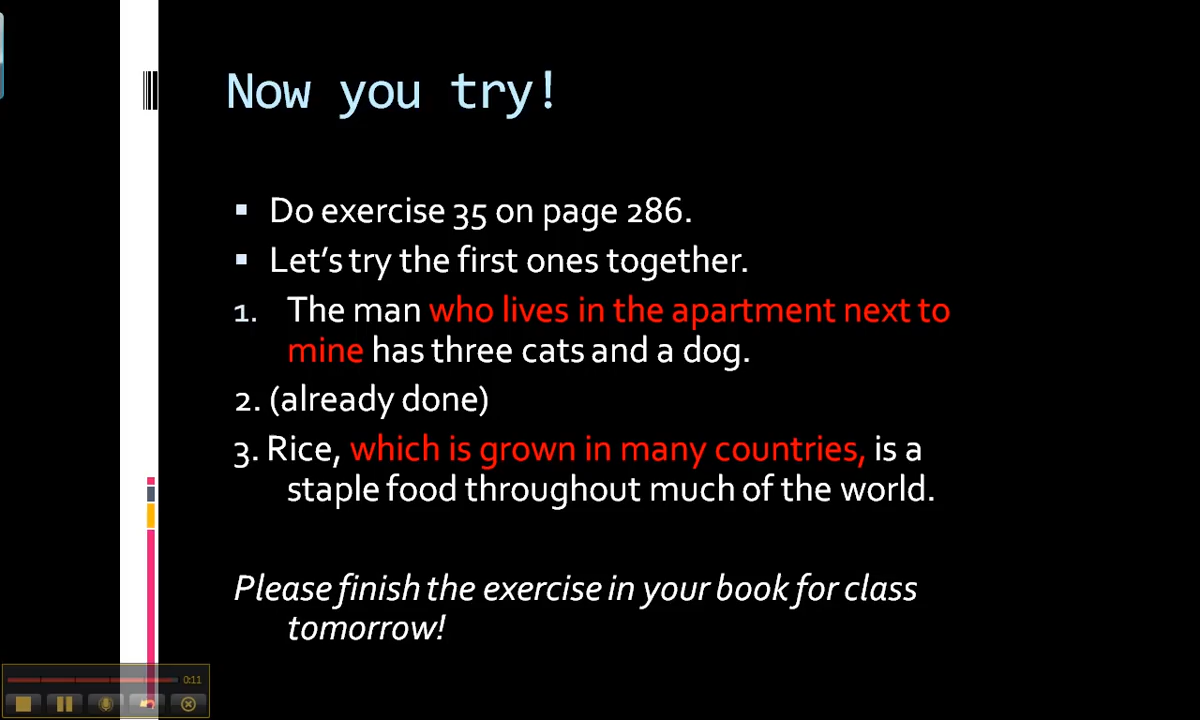 Now you try!
Do exercise 35 on page 286.
Let's try the first ones together.
1. The man who lives in the apartment next to
mine has three cats and a dog.
2. (already done)
3. Rice, which is grown in many countries, is a
staple food throughout much of the world.
Please finish the exercise in your book for class
tomorrow!
0:11